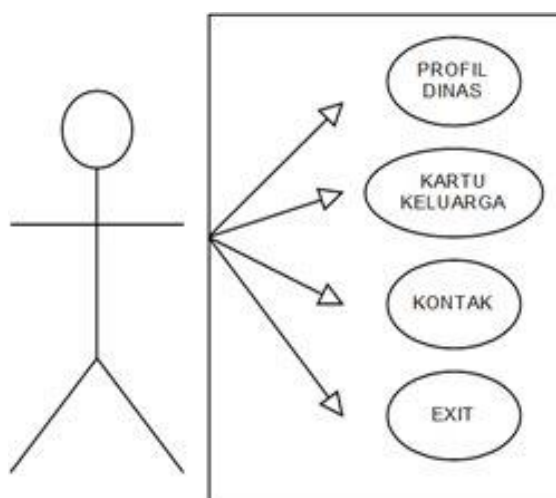 PROFIL
DINAS
KARTU
KELUARGA
KONTAK
EXIT